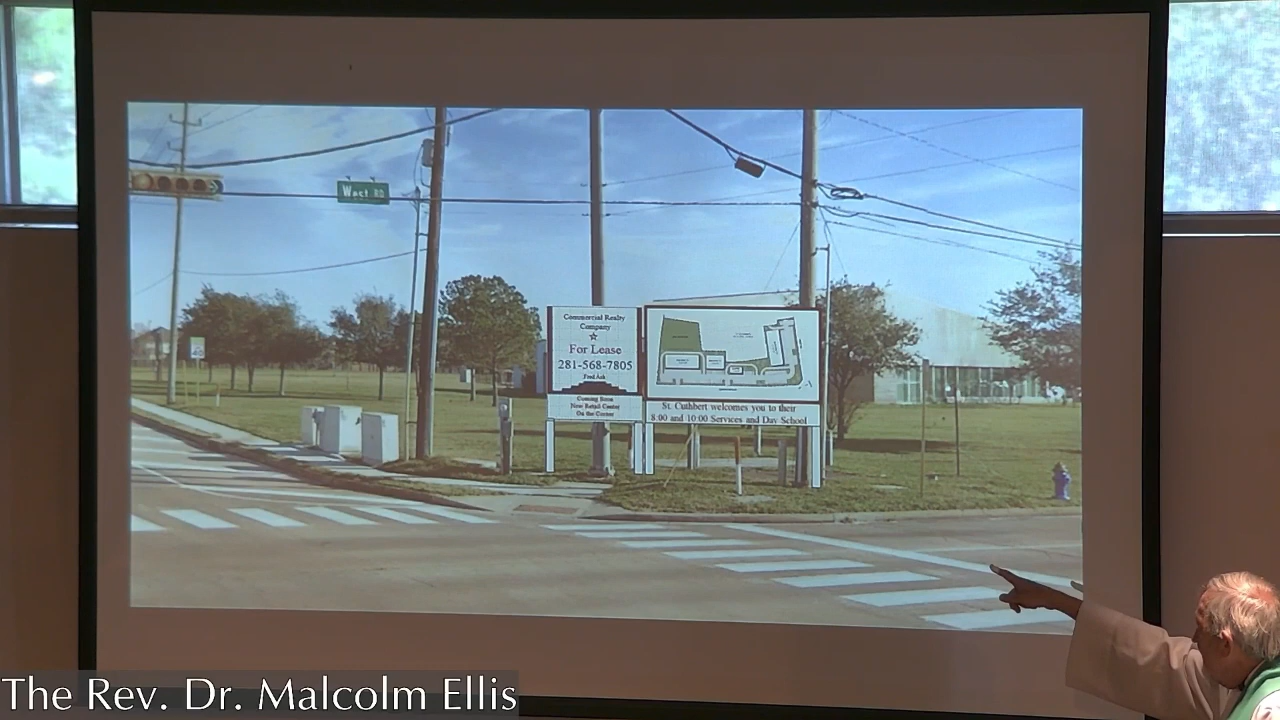 West RD
Commercial Realty
Company
For Lease
281-568-7805
Fred Ash
Coming Soon
New Retail Center
On the Corner
St. Cuthbert welcomes you to their
8:00 and 10:00 Services and Day School
The Rev. Dr. Malcolm Ellis